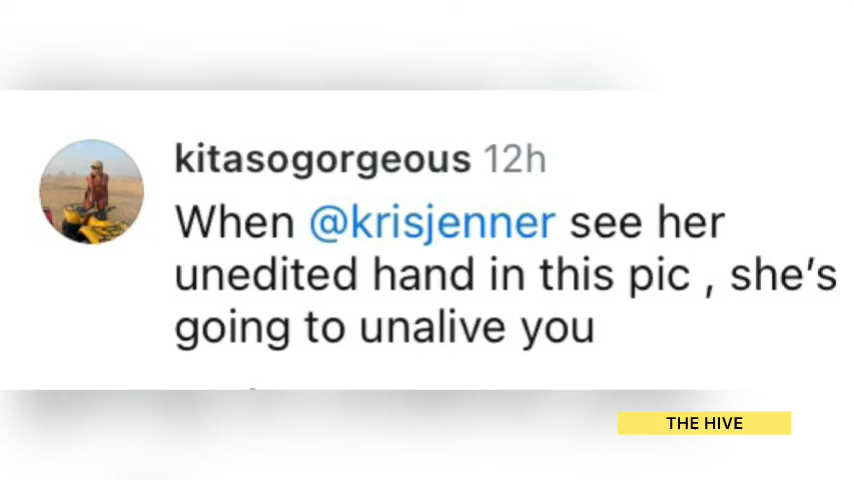 kitasogorgeous 12h
When @krisjenner see her
unedited hand in this pic , she's
going to unalive you
THE HIVE